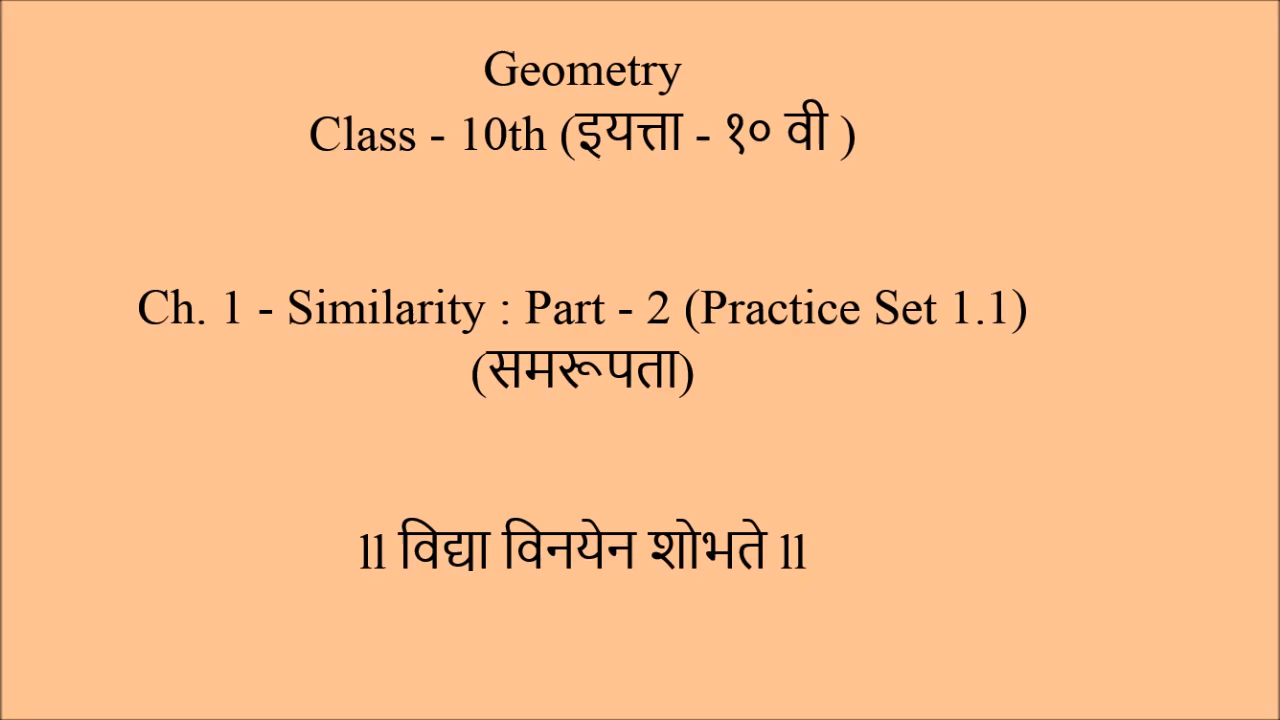 Geometry
Class - 10th (इयत्ता - १० वी )
Ch. 1 - Similarity : Part - 2 (Practice Set 1.1)
(समरूपता)
ll विद्या विनयेन शोभते ll